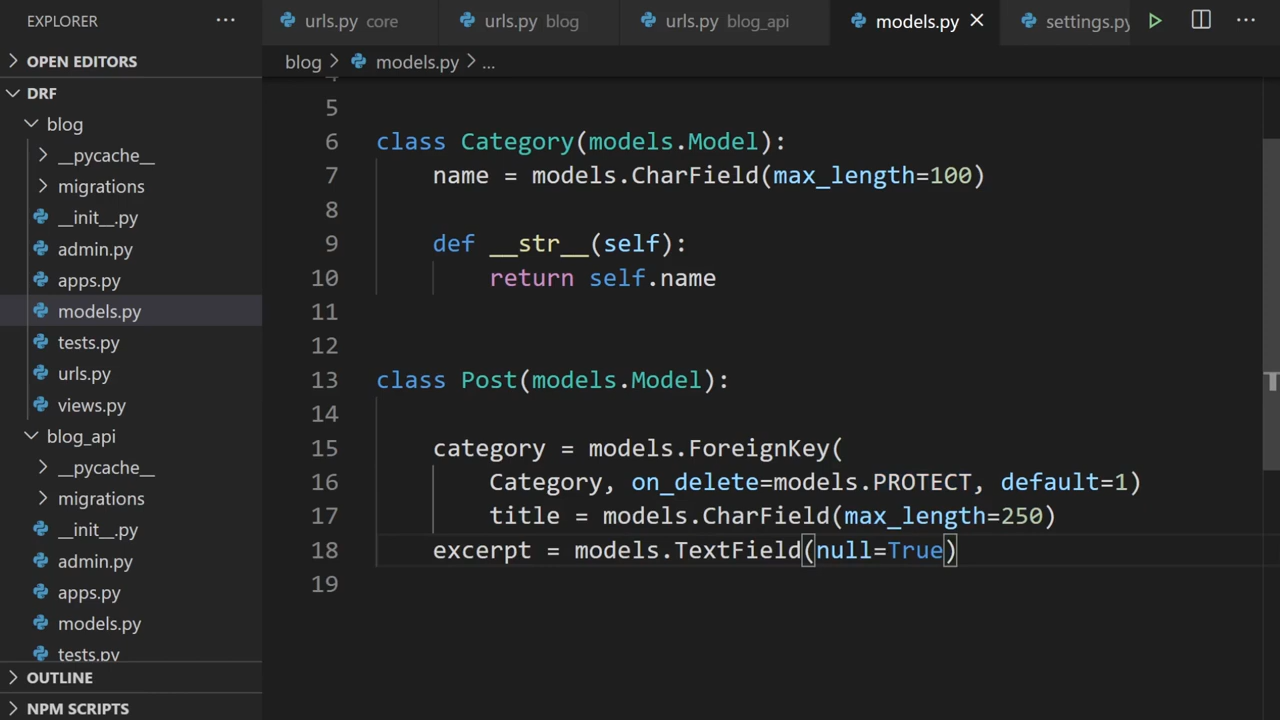 EXPLORER
urls.py core
urls.py blog
urls.py blog_api
models.py
settings.py
OPEN EDITORS
blog > models.py > ...
DRF
blog
__pycache__
migrations
__init__.py
admin.py
apps.py
models.py
tests.py
urls.py
views.py
blog_api
__pycache__
migrations
__init__.py
admin.py
apps.py
models.py
tests.py
OUTLINE
NPM SCRIPTS
5
6 class Category(models.Model):
7 name = models.CharField(max_length=100)
8
9 def __str__(self):
10 return self.name
11
12
13 class Post(models.Model):
14
15 category = models.ForeignKey(
16 Category, on_delete=models.PROTECT, default=1)
17 title = models.CharField(max_length=250)
18 excerpt = models.TextField(null=True)
19